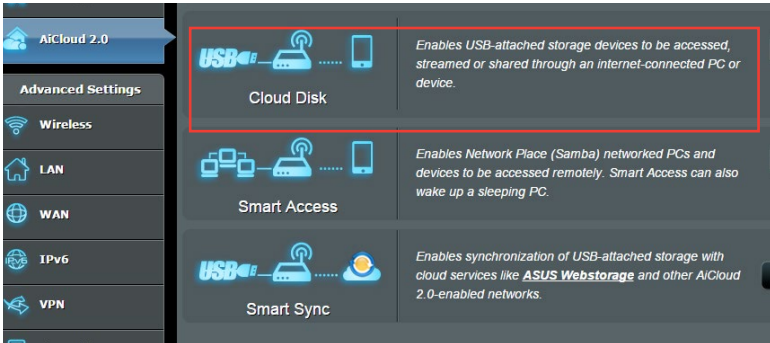 AiCloud 2.0
Advanced Settings
Wireless
LAN
WAN
IPv6
IPv6
VPN
USB
Cloud Disk
Enables USB-attached storage devices to be accessed,
streamed or shared through an internet-connected PC or
device.
Smart Access
Enables Network Place (Samba) networked PCs and
devices to be accessed remotely. Smart Access can also
wake up a sleeping PC.
USB
Smart Sync
Enables synchronization of USB-attached storage with
cloud services like ASUS Webstorage and other AiCloud
2.0-enabled networks.